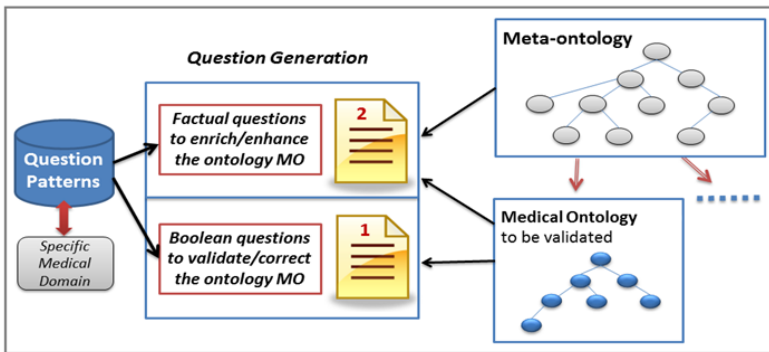 Question Generation
Question
Patterns
Specific
Medical
Domain
Factual questions
to enrich/enhance
the ontology MO
2
Boolean questions
to validate/correct
the ontology MO
1
Meta-ontology
Medical Ontology
to be validated